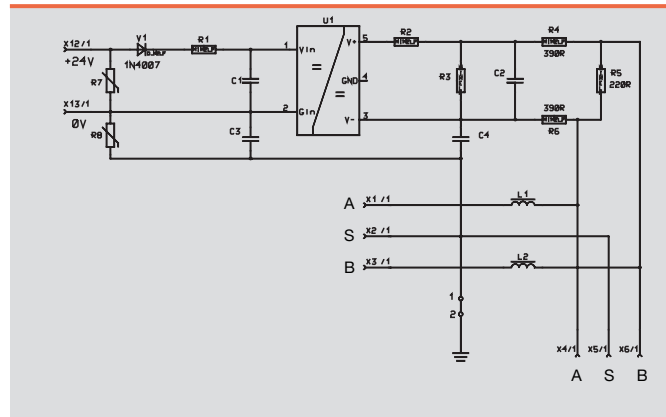 X12/1
+24V
V1
1N4007
R1
U1
1
VIn
V+
5
R2
R4
390R
R7
C1
=
=
GND
4
R3
C2
R5
220R
X13/1
0V
2
GIn
V-
3
390R
R6
R8
C3
C4
A X1/1
L1
S X2/1
B X3/1
L2
1
2
X4/1 X5/1 X6/1
A S B